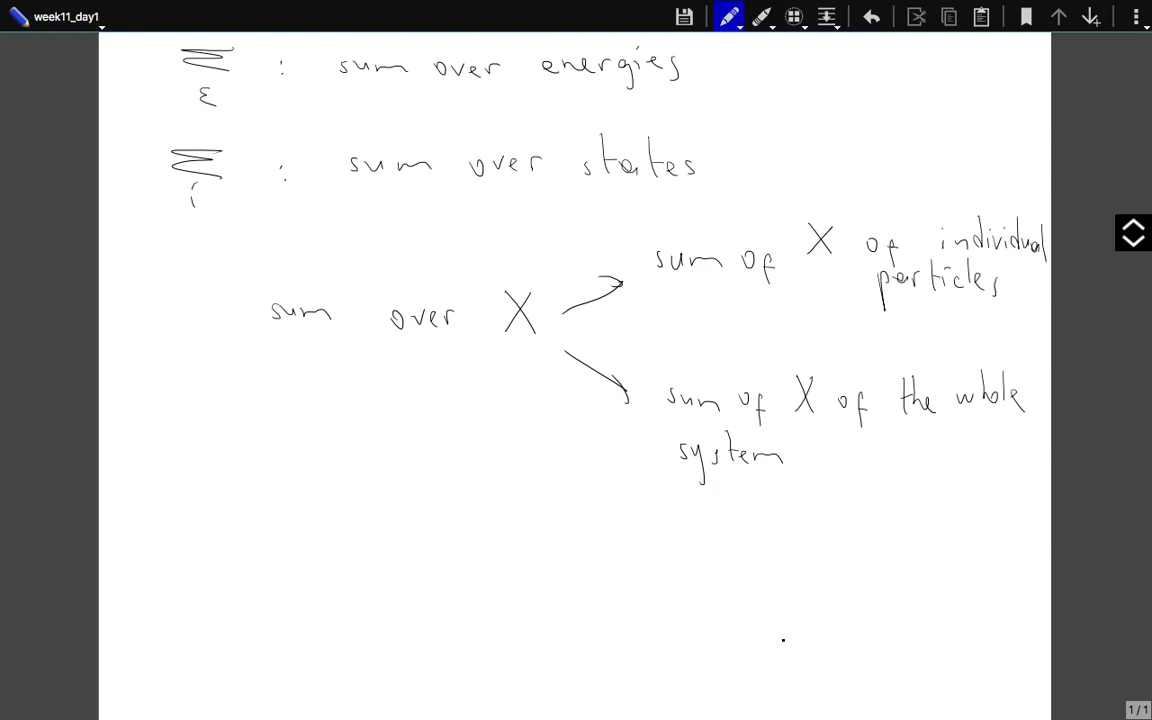 week11_day1
Σ : sum over energies
ε
Σ : sum over states
i
sum of X of individual
particles
sum over X
sum of X of the whole
system
1/1